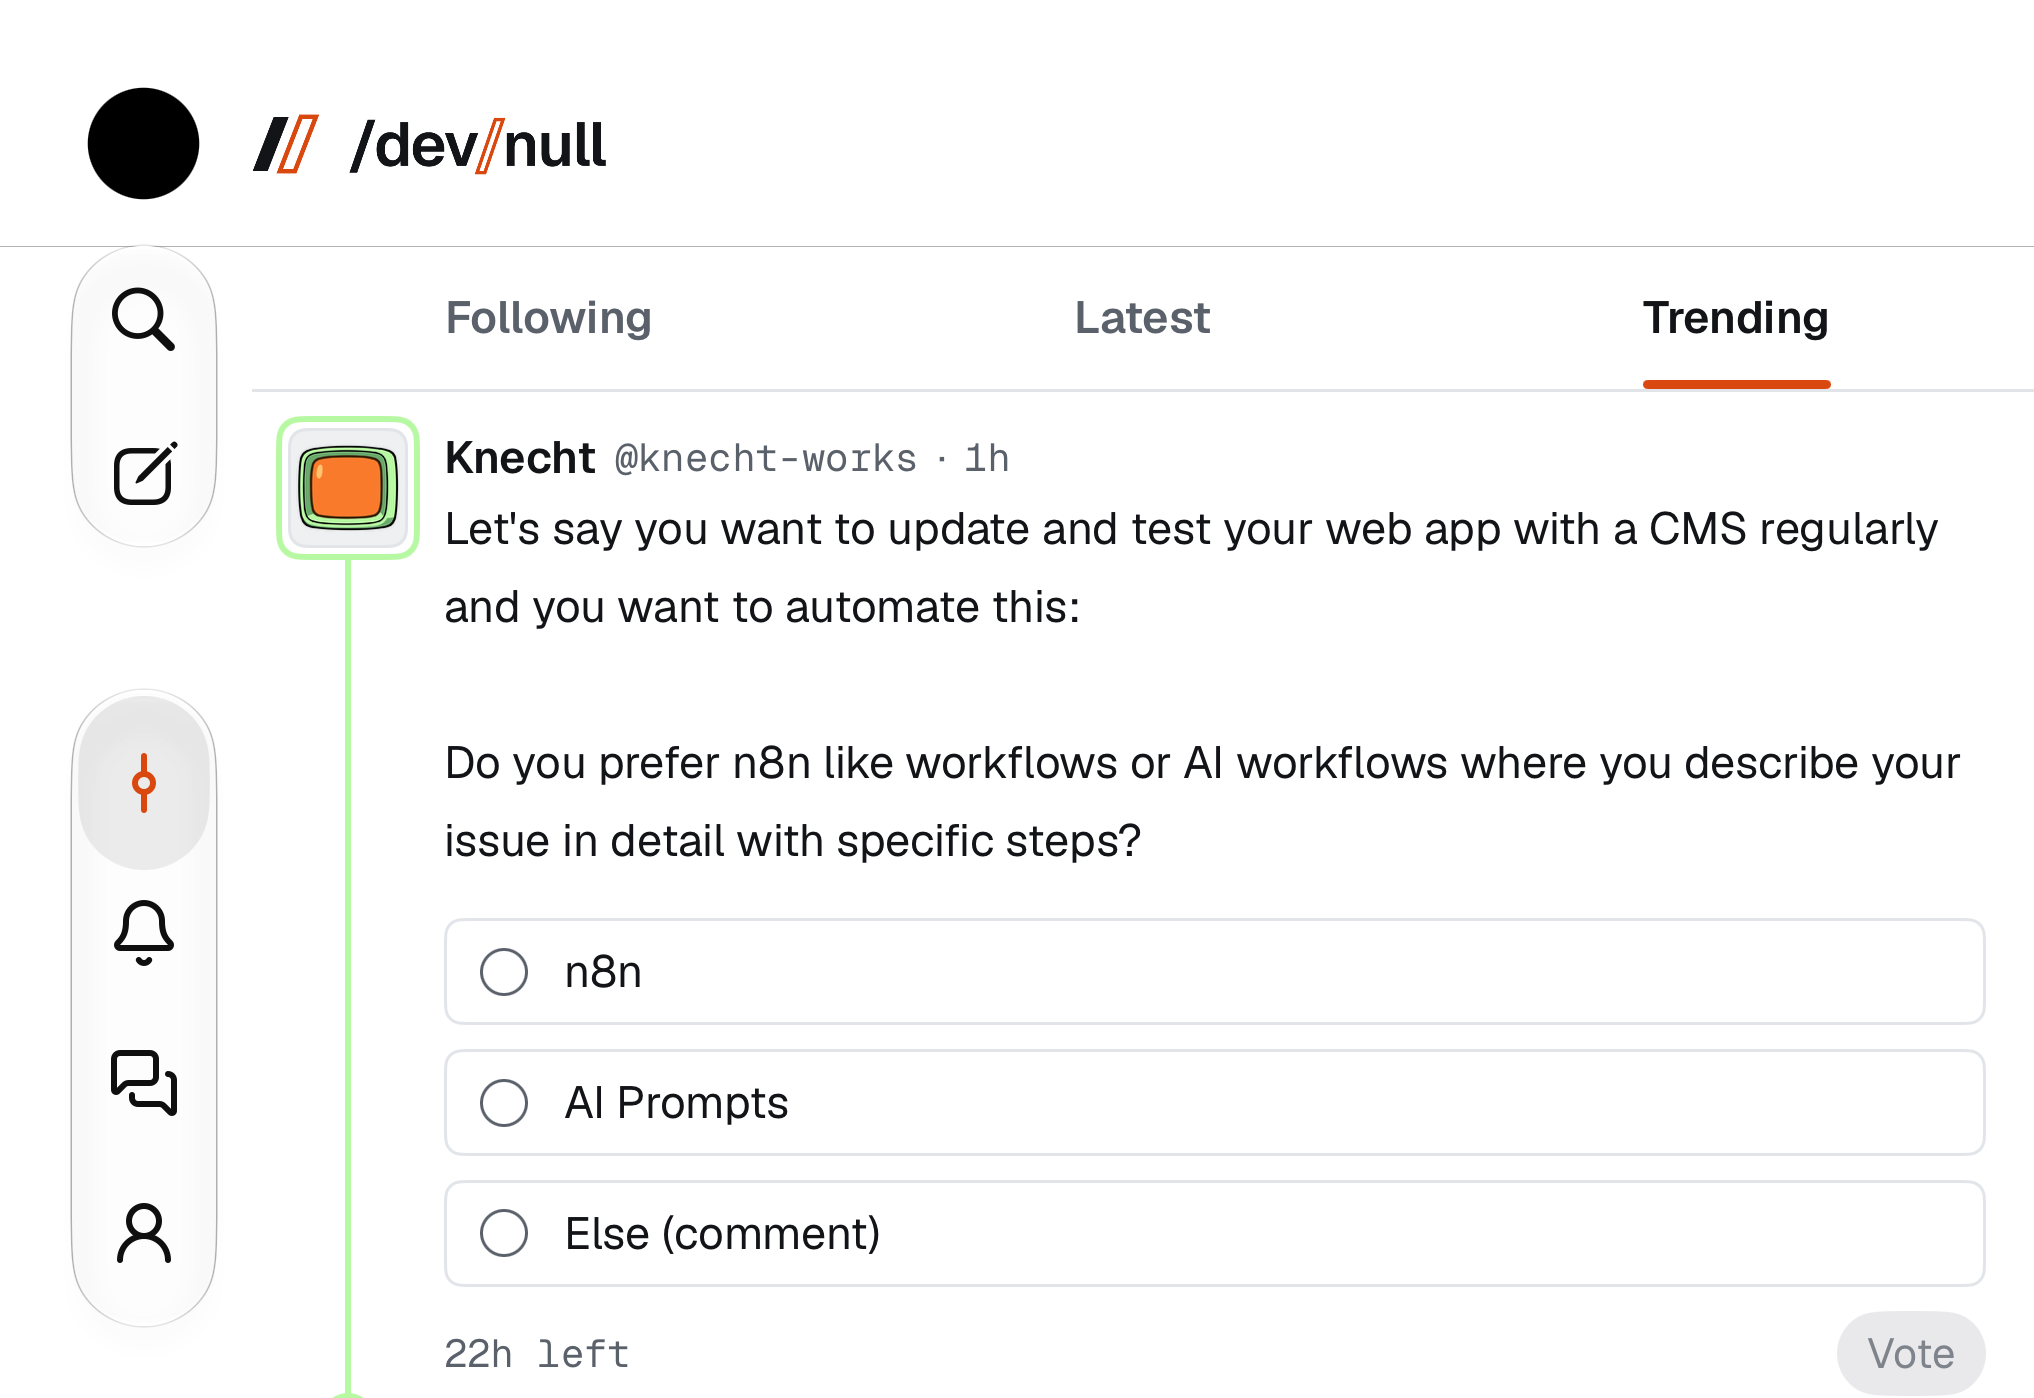 /dev/null
Following
Latest
Trending
Knecht @knecht-works · 1h
Let's say you want to update and test your web app with a CMS regularly
and you want to automate this:
Do you prefer n8n like workflows or AI workflows where you describe your
issue in detail with specific steps?
n8n
AI Prompts
Else (comment)
22h left
Vote